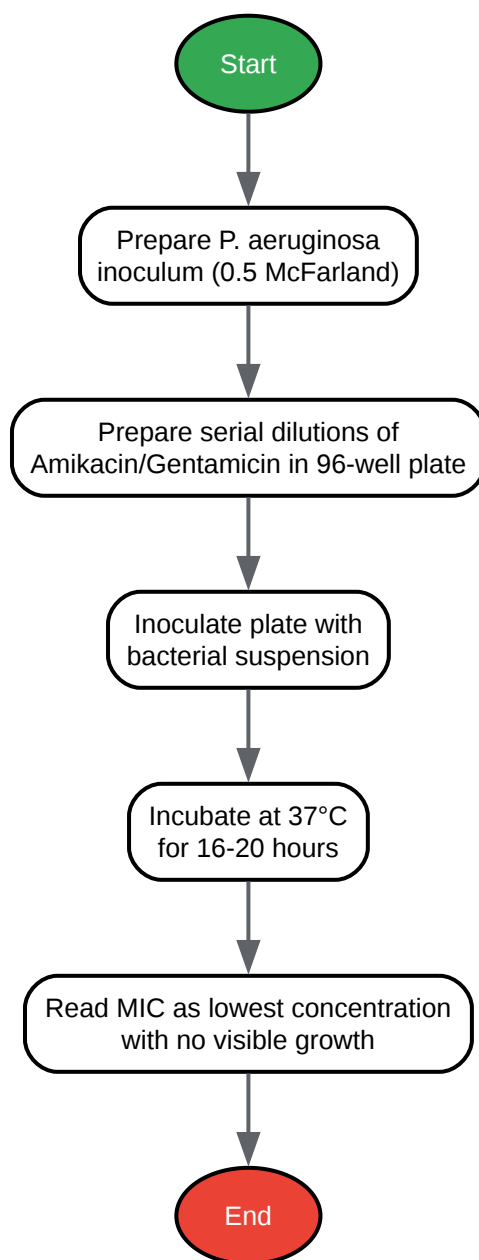 Start
Prepare P. aeruginosa
inoculum (0.5 McFarland)
Prepare serial dilutions of
Amikacin/Gentamicin in 96-well plate
Inoculate plate with
bacterial suspension
Incubate at 37°C
for 16-20 hours
Read MIC as lowest concentration
with no visible growth
End